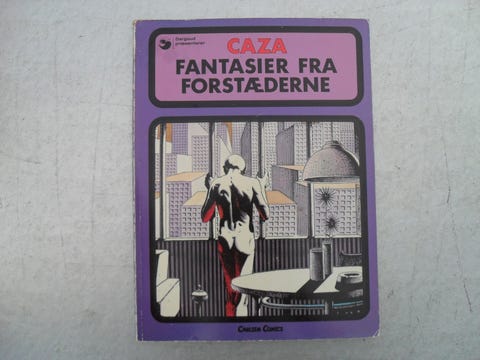 Dargaud
præsenterer
CAZA
FANTASIER FRA
FORSTÆDERNE
CARLSEN COMICS